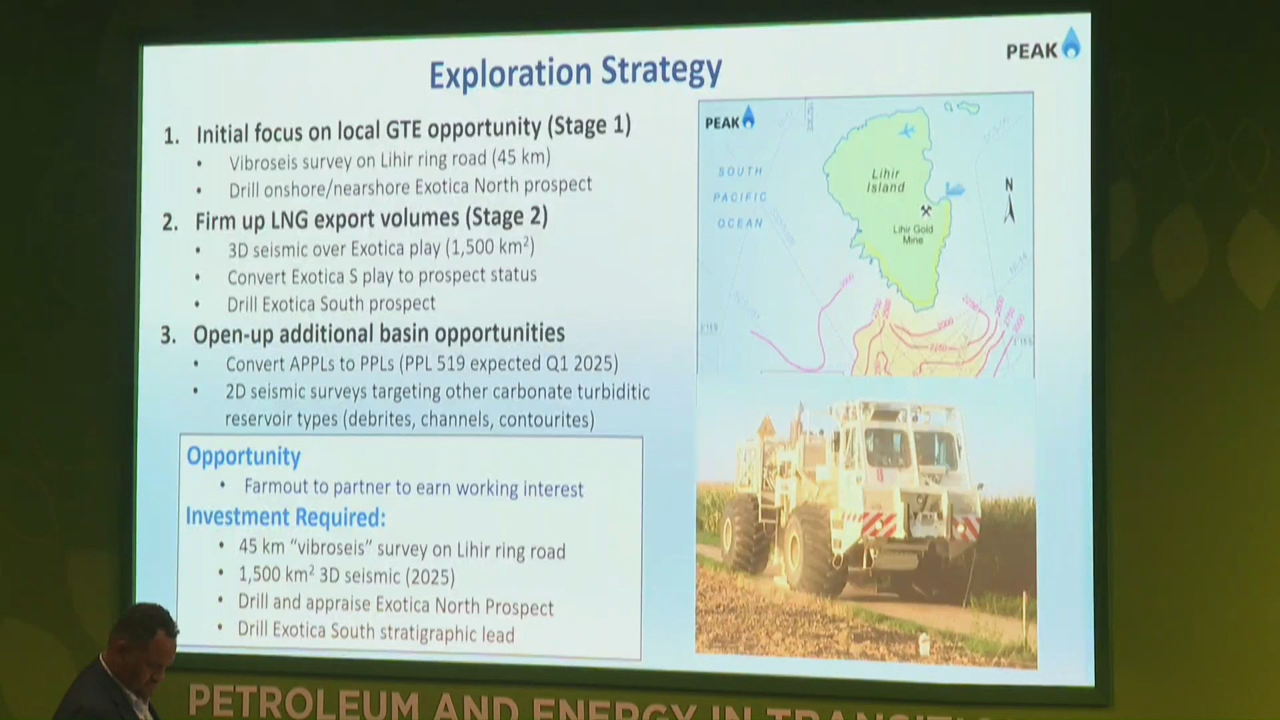 PEAK
Exploration Strategy
1. Initial focus on local GTE opportunity (Stage 1)
• Vibroseis survey on Lihir ring road (45 km)
• Drill onshore/nearshore Exotica North prospect
2. Firm up LNG export volumes (Stage 2)
• 3D seismic over Exotica play (1,500 km²)
• Convert Exotica S play to prospect status
• Drill Exotica South prospect
3. Open-up additional basin opportunities
• Convert APPLs to PPLs (PPL 519 expected Q1 2025)
• 2D seismic surveys targeting other carbonate turbiditic
reservoir types (debrites, channels, contourites)
Opportunity
• Farmout to partner to earn working interest
Investment Required:
• 45 km “vibroseis” survey on Lihir ring road
• 1,500 km² 3D seismic (2025)
• Drill and appraise Exotica North Prospect
• Drill Exotica South stratigraphic lead
PEAK
SOUTH
PACIFIC
OCEAN
Lihir
Island
Lihir Gold
Mine
N
PETROLEUM AND ENERGY IN